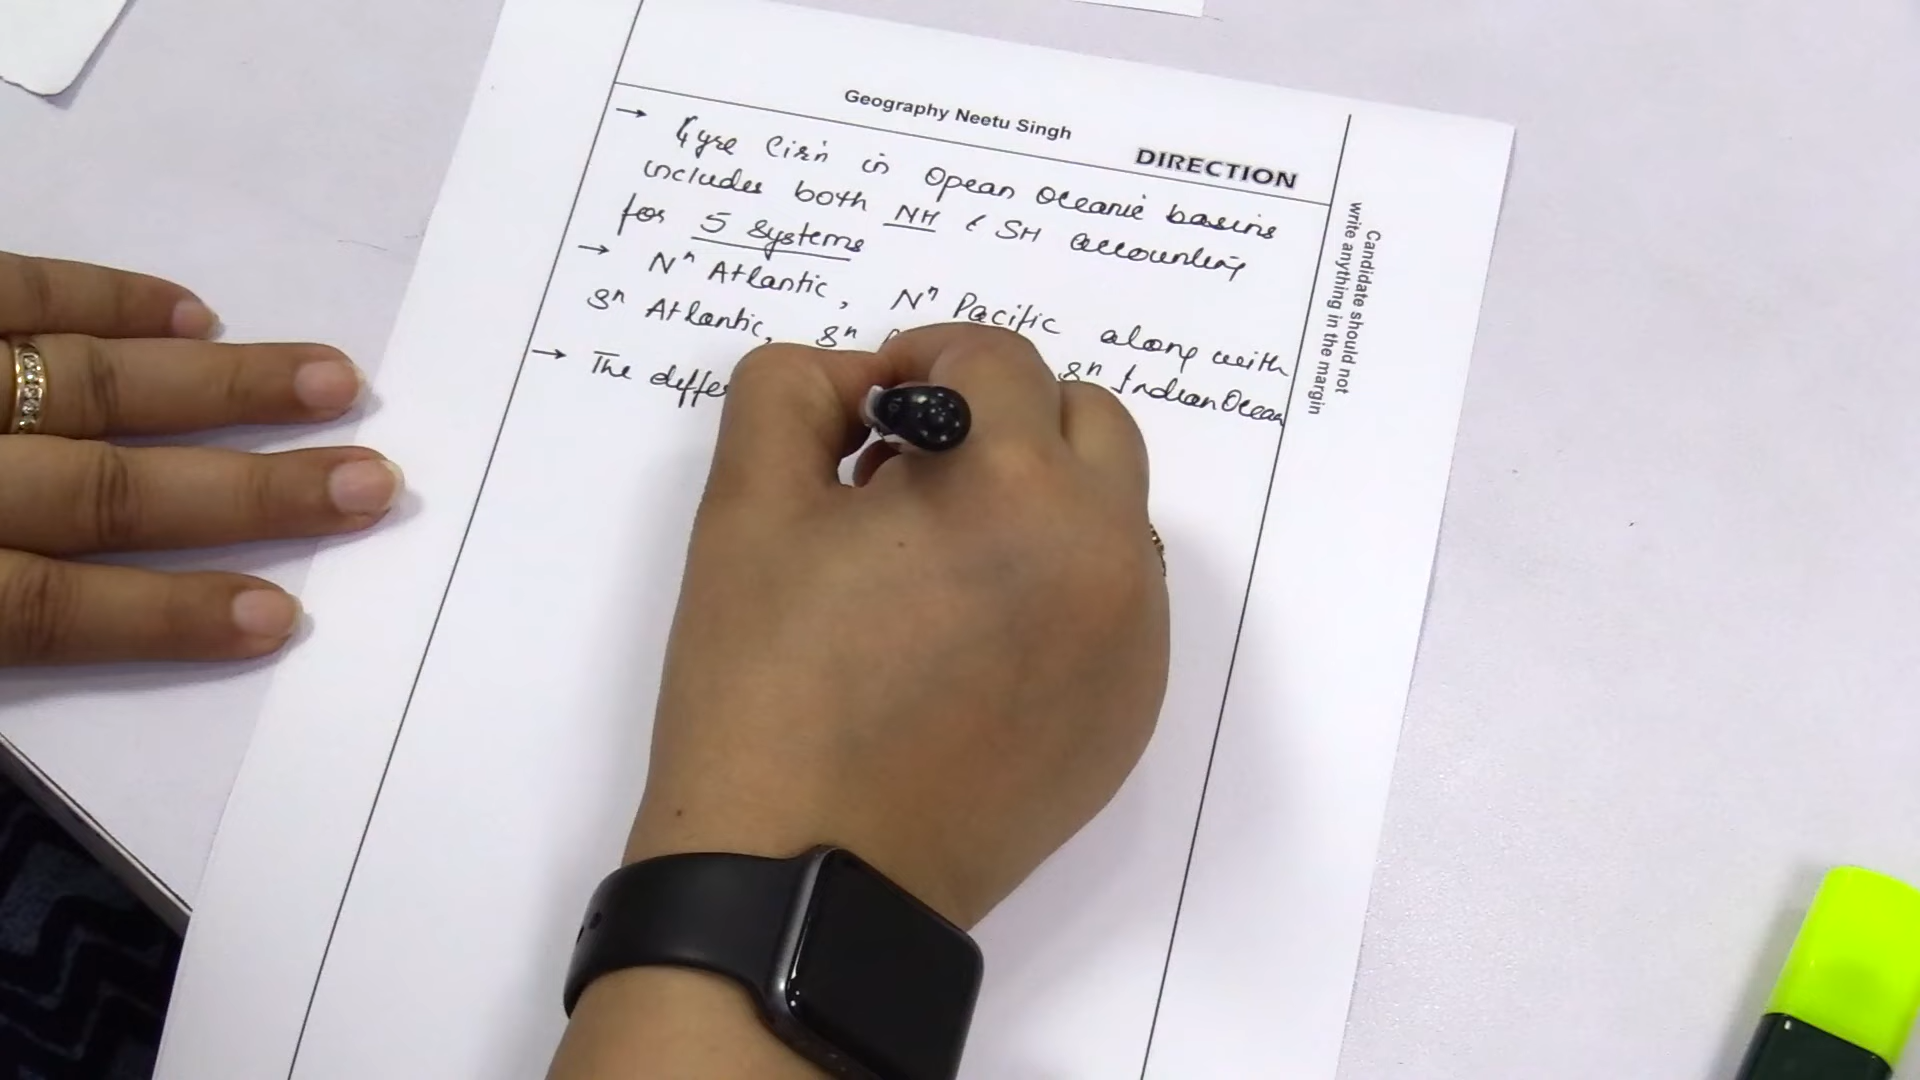 Geography Neetu Singh
DIRECTION
→ Gyre Cirn in Opean Oceanic basins
includes both NH & SH accounting
for 5 systems
→ Nⁿ Atlantic, Nⁿ Pacific along with
Sⁿ Atlantic, Sⁿ Sⁿ Indian Ocean
→ The diffe
Candidate should not
write anything in the margin